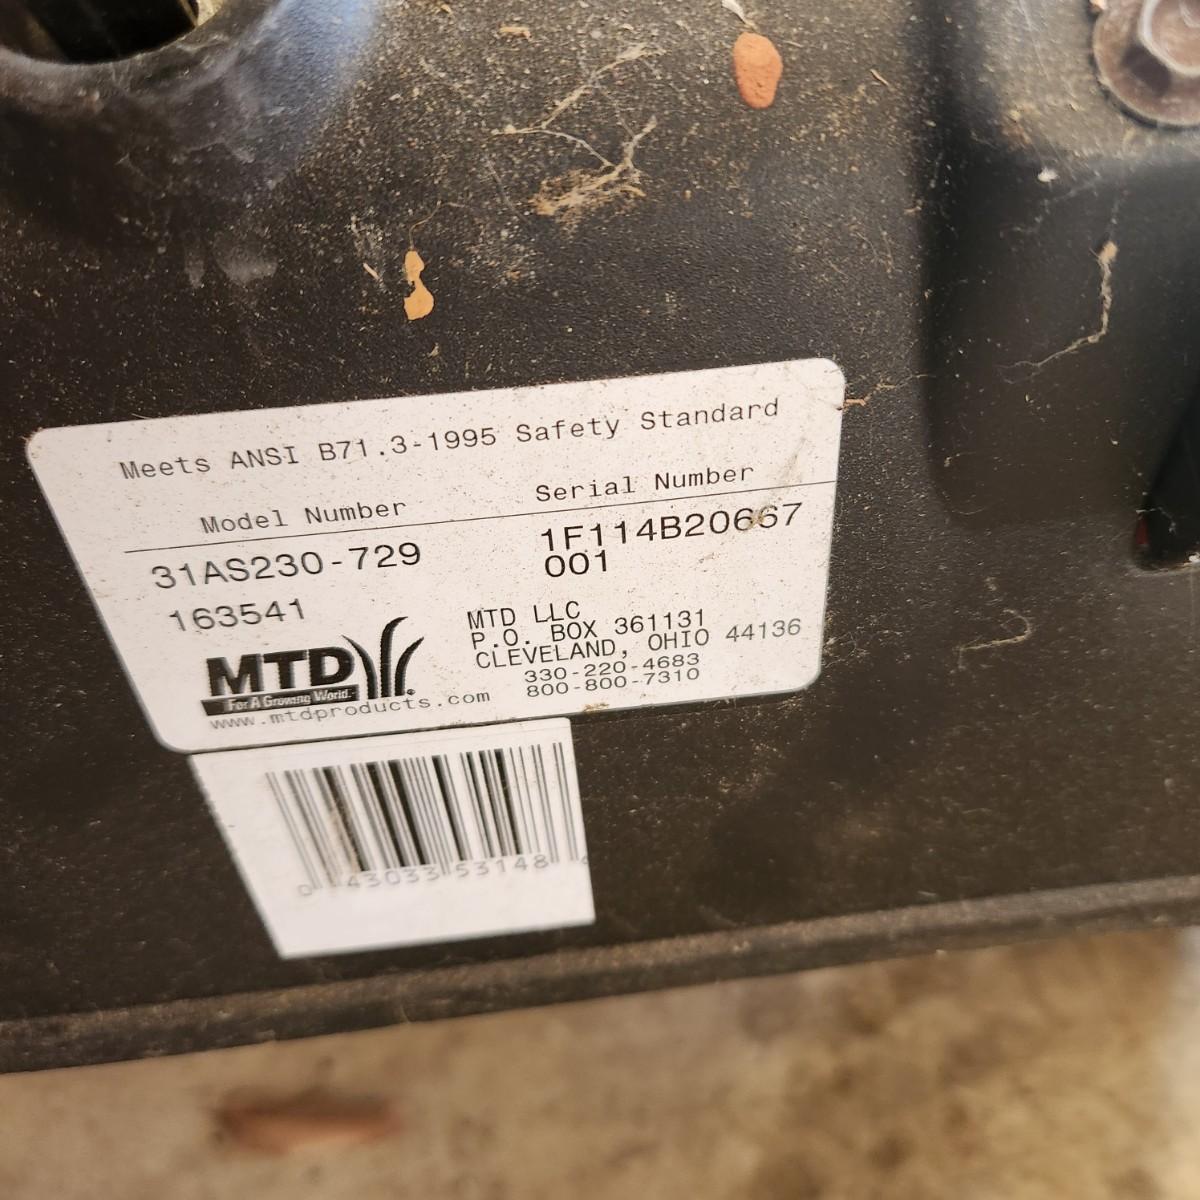 Meets ANSI B71.3-1995 Safety Standard
Model Number Serial Number
31AS230-729 1F114B20667
001
163541
MTD LLC
P.O. BOX 361131
CLEVELAND, OHIO 44136
330-220-4683
800-800-7310
MTD
For A Growing World.
www.mtdproducts.com
0 43033 53148